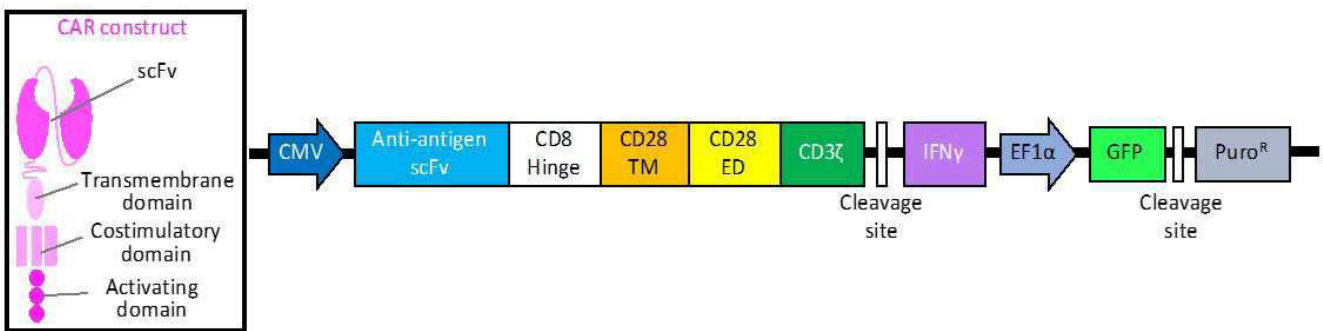 CAR construct
scFv
Transmembrane
domain
Costimulatory
domain
Activating
domain
CMV
Anti-antigen
scFv
CD8
Hinge
CD28
TM
CD28
ED
CD3ζ
Cleavage
site
IFNγ
EF1α
GFP
Cleavage
site
Puroᴿ